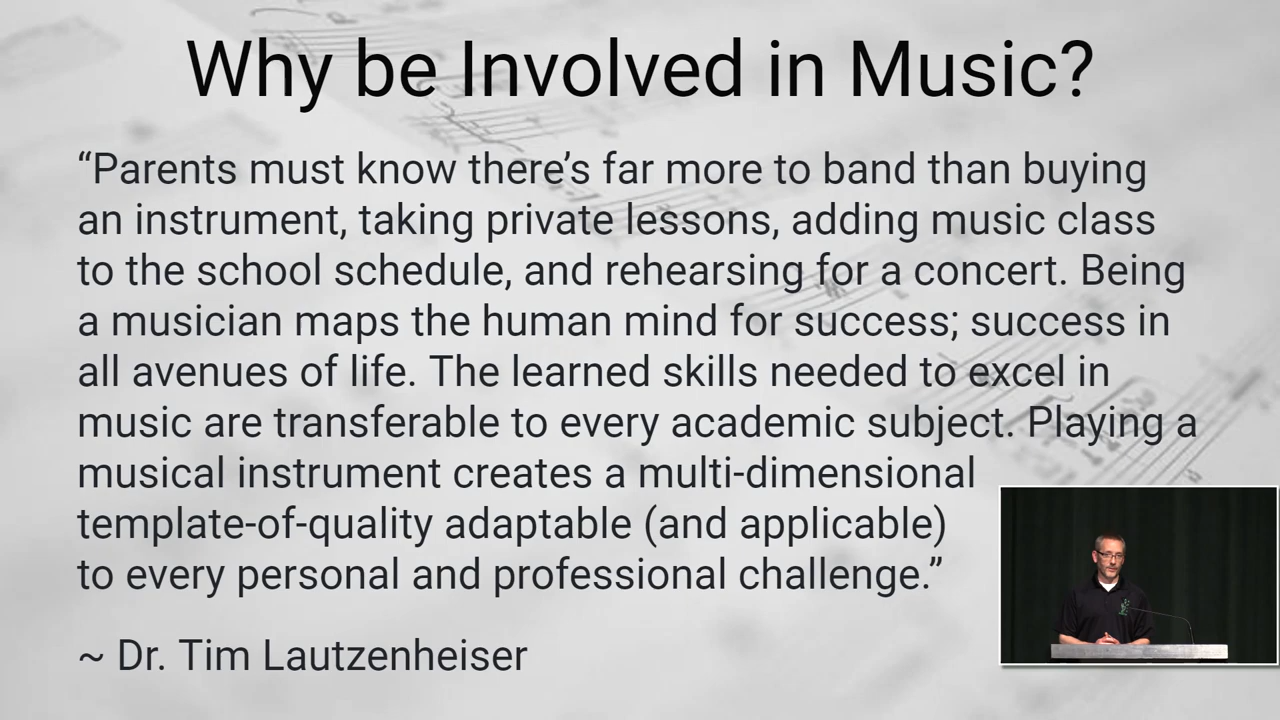 Why be Involved in Music?
“Parents must know there’s far more to band than buying
an instrument, taking private lessons, adding music class
to the school schedule, and rehearsing for a concert. Being
a musician maps the human mind for success; success in
all avenues of life. The learned skills needed to excel in
music are transferable to every academic subject. Playing a
musical instrument creates a multi-dimensional
template-of-quality adaptable (and applicable)
to every personal and professional challenge.”
~ Dr. Tim Lautzenheiser